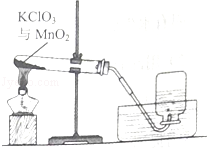 KClO₃
与 MnO₂